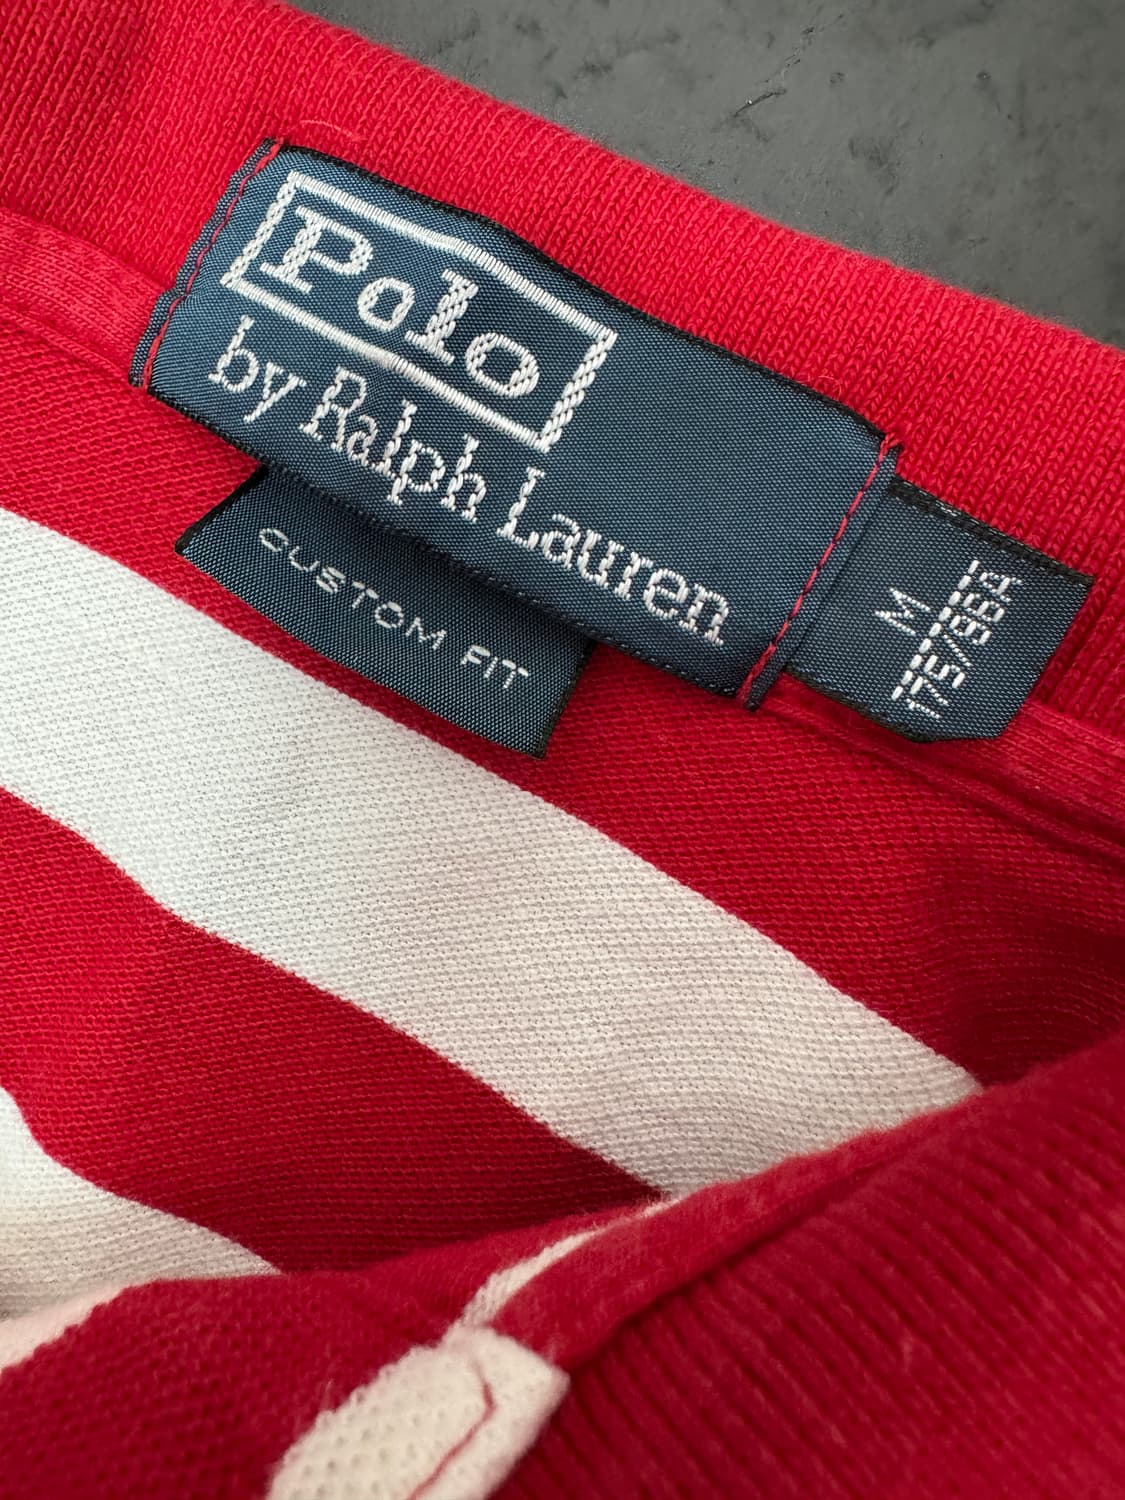 Polo
by Ralph Lauren
CUSTOM FIT
M
175/96A